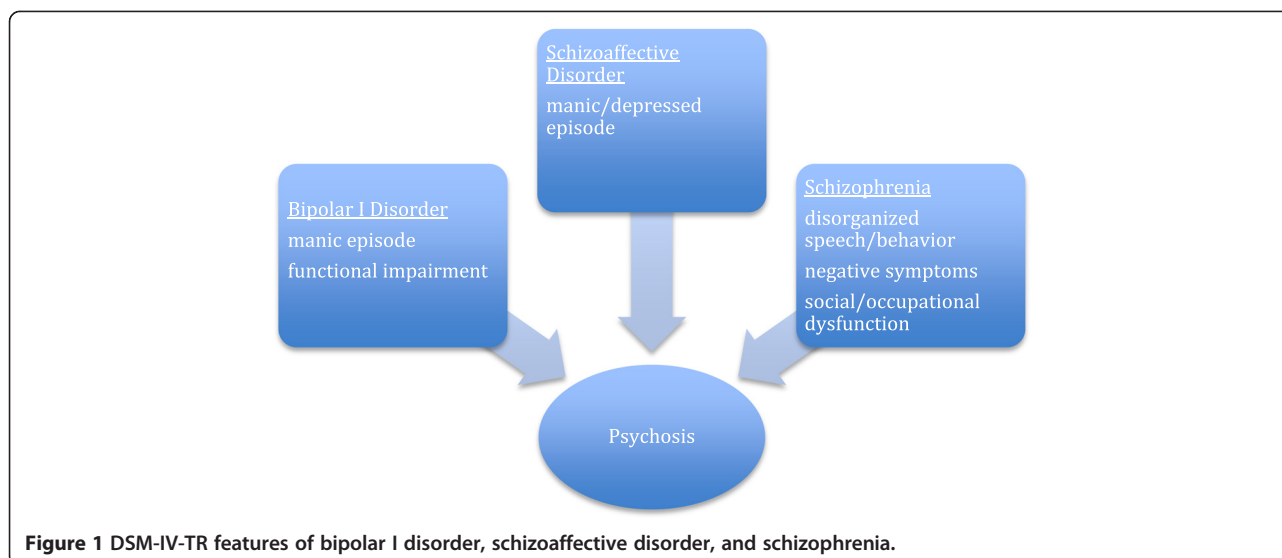 Schizoaffective
Disorder
manic/depressed
episode
Bipolar I Disorder
manic episode
functional impairment
Schizophrenia
disorganized
speech/behavior
negative symptoms
social/occupational
dysfunction
Psychosis
Figure 1 DSM-IV-TR features of bipolar I disorder, schizoaffective disorder, and schizophrenia.